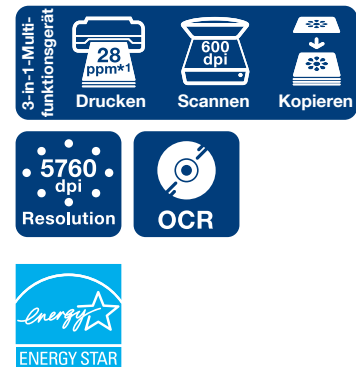 3-in-1-Multi-
funktionsgerät
28
ppm*1
Drucken
600
dpi
Scannen
Kopieren
5760
dpi
Resolution
OCR
energy
ENERGY STAR